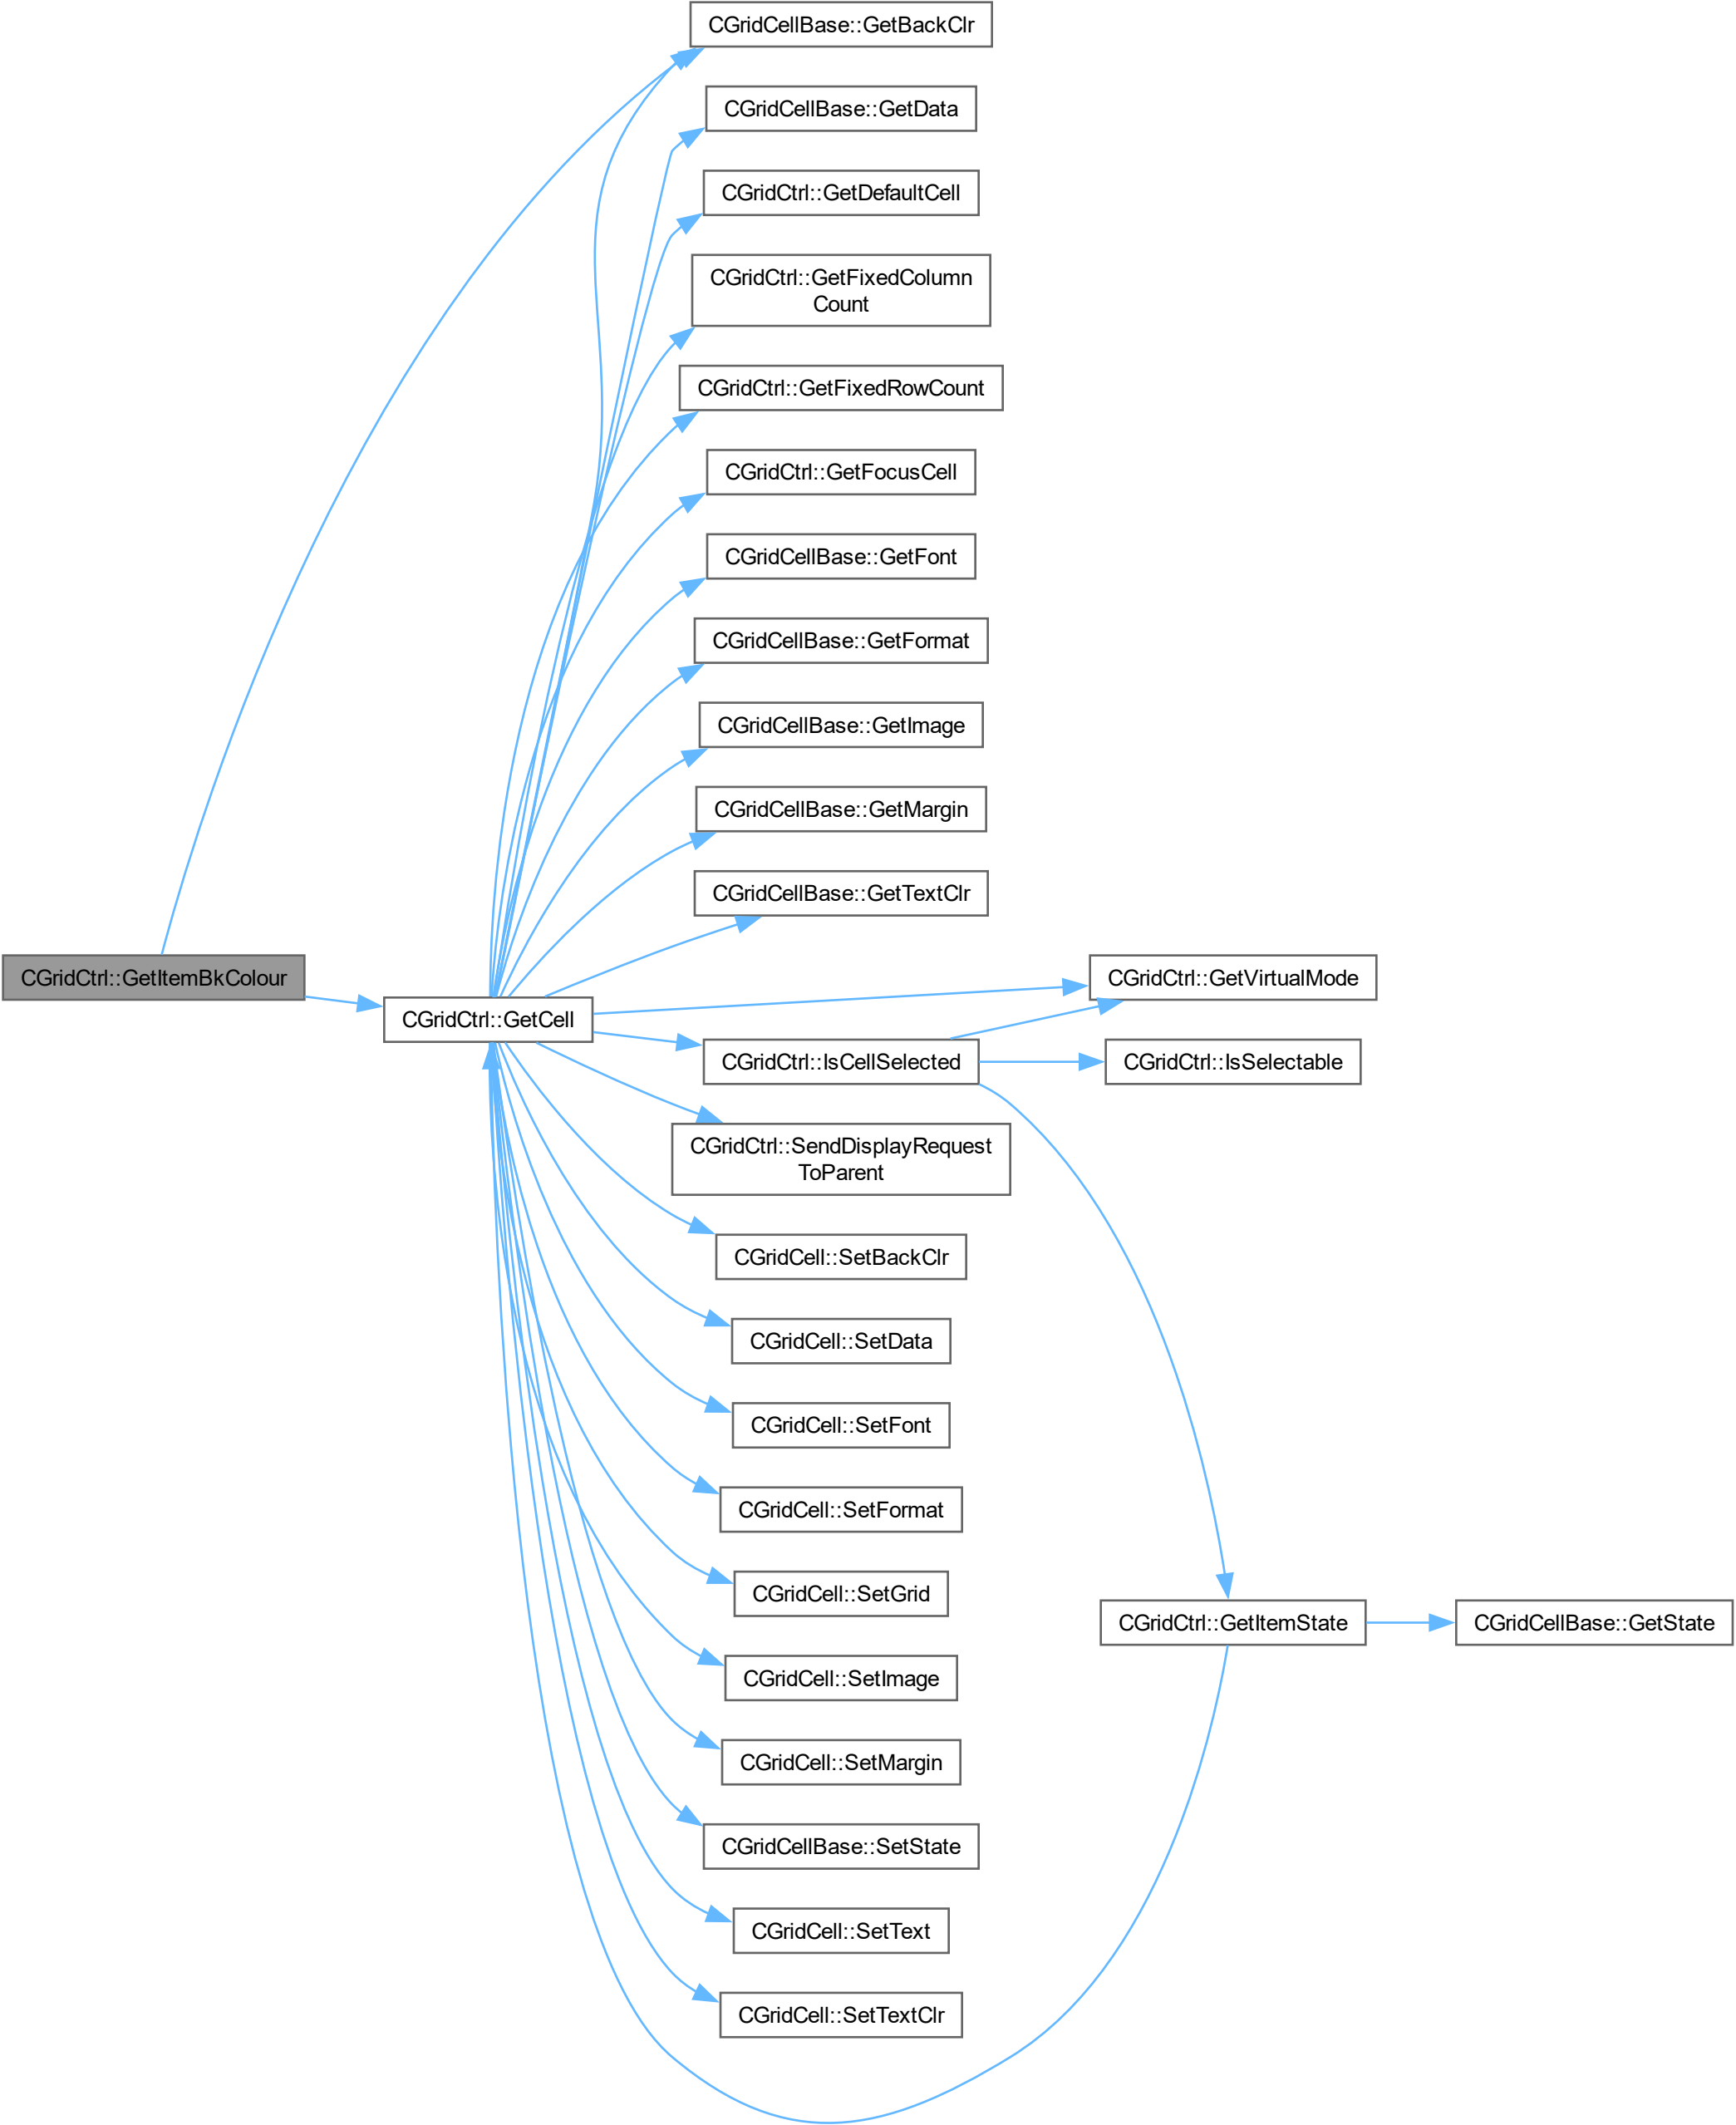 CGridCellBase::GetBackClr
CGridCellBase::GetData
CGridCtrl::GetDefaultCell
CGridCtrl::GetFixedColumn
Count
CGridCtrl::GetFixedRowCount
CGridCtrl::GetFocusCell
CGridCellBase::GetFont
CGridCellBase::GetFormat
CGridCellBase::GetImage
CGridCellBase::GetMargin
CGridCellBase::GetTextClr
CGridCtrl::GetItemBkColour
CGridCtrl::GetVirtualMode
CGridCtrl::GetCell
CGridCtrl::IsCellSelected
CGridCtrl::IsSelectable
CGridCtrl::SendDisplayRequest
ToParent
CGridCell::SetBackClr
CGridCell::SetData
CGridCell::SetFont
CGridCell::SetFormat
CGridCell::SetGrid
CGridCtrl::GetItemState
CGridCellBase::GetState
CGridCell::SetImage
CGridCell::SetMargin
CGridCellBase::SetState
CGridCell::SetText
CGridCell::SetTextClr